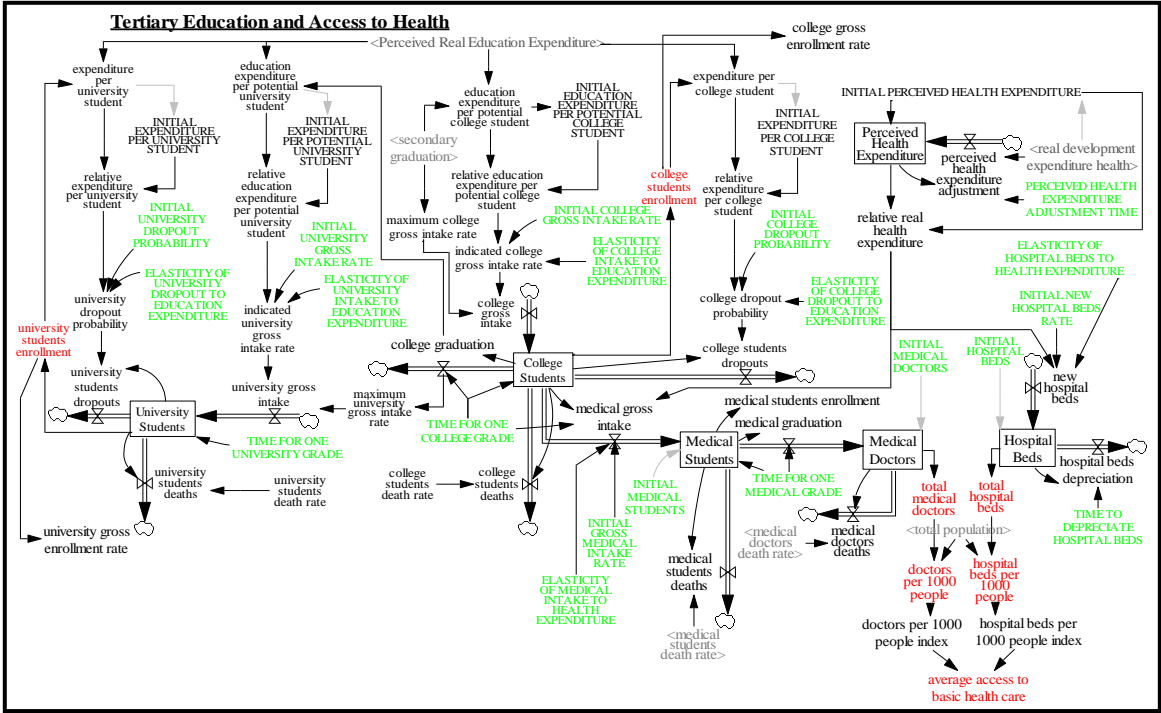 Tertiary Education and Access to Health
<Perceived Real Education Expenditure>
college gross
enrollment rate
expenditure
per
university
student
INITIAL
EXPENDITURE
PER UNIVERSITY
STUDENT
relative
expenditure
per university
student
INITIAL
UNIVERSITY
DROPOUT
PROBABILITY
ELASTICITY OF
UNIVERSITY
DROPOUT TO
EDUCATION
EXPENDITURE
university
dropout
probability
university
students
enrollment
university
students
dropouts
University
Students
TIME FOR ONE
UNIVERSITY GRADE
university
students
deaths
university
students
death rate
university gross
enrollment rate
education
expenditure
per potential
university
student
INITIAL
EXPENDITURE
PER POTENTIAL
UNIVERSITY
STUDENT
relative
education
expenditure
per potential
university
student
INITIAL
UNIVERSITY
GROSS
INTAKE RATE
ELASTICITY OF
UNIVERSITY
INTAKE TO
EDUCATION
EXPENDITURE
indicated
university
gross
intake rate
university gross
intake
maximum
university
gross intake
rate
education
expenditure
per potential
college student
INITIAL
EDUCATION
EXPENDITURE
PER POTENTIAL
COLLEGE
STUDENT
<secondary
graduation>
relative education
expenditure per
potential college
student
maximum college
gross intake rate
INITIAL COLLEGE
GROSS INTAKE RATE
indicated college
gross intake rate
ELASTICITY
OF COLLEGE
INTAKE TO
EDUCATION
EXPENDITURE
college
gross
intake
college graduation
College
Students
TIME FOR ONE
COLLEGE GRADE
college
students
death rate
college
students
deaths
college
students
enrollment
expenditure per
college student
INITIAL
EXPENDITURE
PER COLLEGE
STUDENT
relative
expenditure
per college
student
INITIAL
COLLEGE
DROPOUT
PROBABILITY
ELASTICITY
OF COLLEGE
DROPOUT TO
EDUCATION
EXPENDITURE
college dropout
probability
college students
dropouts
medical gross
intake
medical students enrollment
medical graduation
Medical
Students
TIME FOR ONE
MEDICAL GRADE
INITIAL
MEDICAL
STUDENTS
INITIAL
GROSS
MEDICAL
INTAKE
RATE
ELASTICITY
OF MEDICAL
INTAKE TO
HEALTH
EXPENDITURE
medical
students
deaths
<medical
students
death rate>
<medical
doctors
death rate>
medical
doctors
deaths
INITIAL
MEDICAL
DOCTORS
Medical
Doctors
INITIAL PERCEIVED HEALTH EXPENDITURE
Perceived
Health
Expenditure
perceived
health
expenditure
adjustment
<real development
expenditure health>
PERCEIVED HEALTH
EXPENDITURE
ADJUSTMENT TIME
relative real
health
expenditure
ELASTICITY OF
HOSPITAL BEDS TO
HEALTH EXPENDITURE
INITIAL NEW
HOSPITAL BEDS
RATE
INITIAL
HOSPITAL
BEDS
new
hospital
beds
Hospital
Beds
hospital beds
depreciation
TIME TO
DEPRECIATE
HOSPITAL BEDS
total
medical
doctors
total
hospital
beds
<total population>
doctors
per 1000
people
hospital
beds per
1000
people
doctors per 1000
people index
hospital beds per
1000 people index
average access to
basic health care